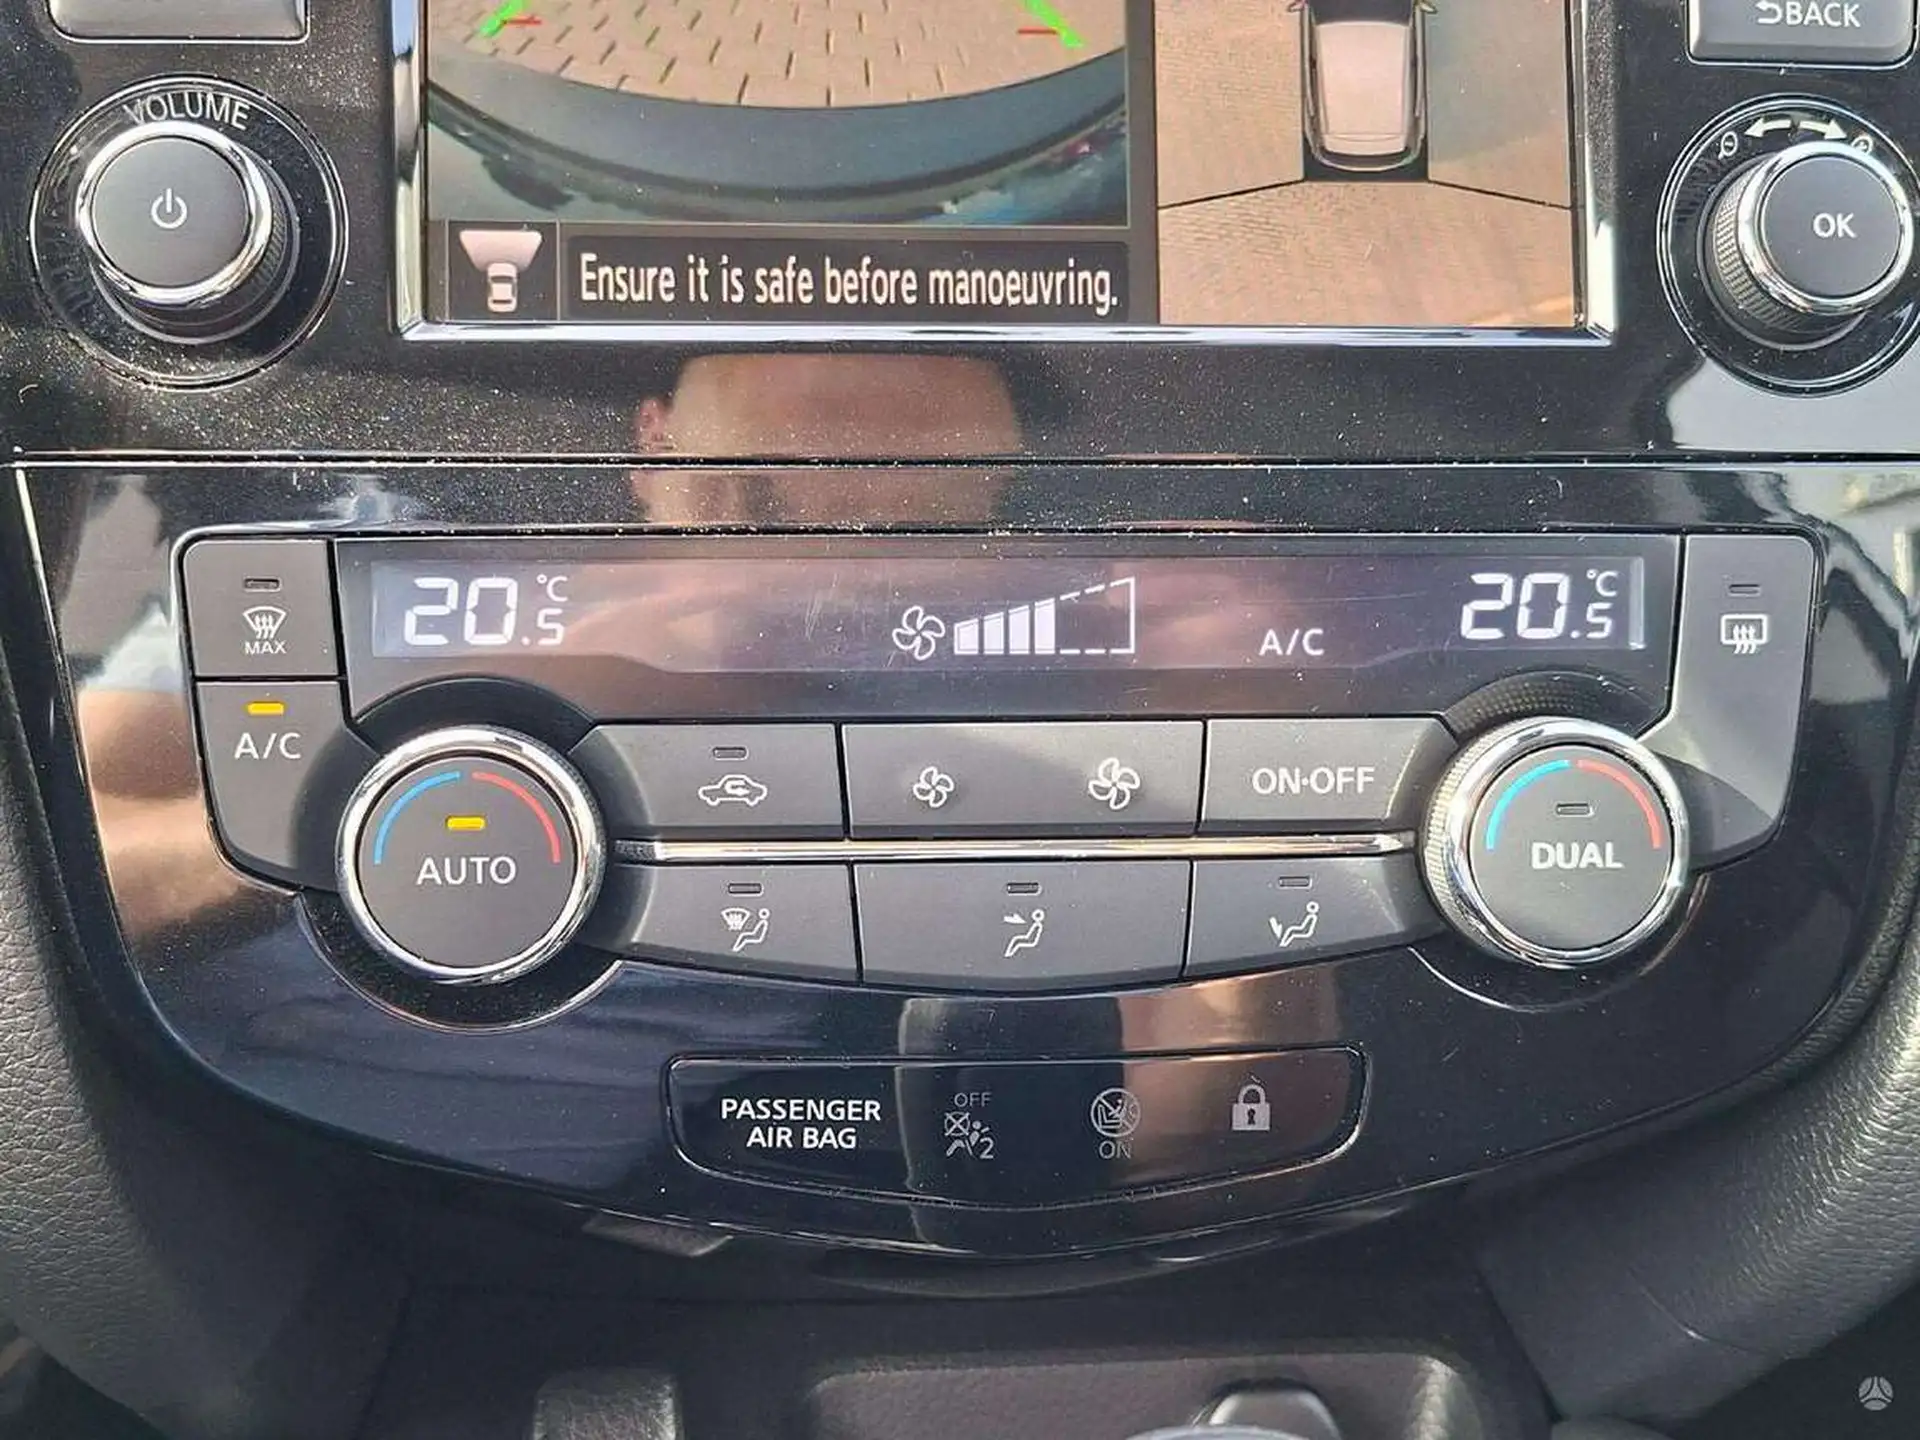 BACK
VOLUME
OK
Ensure it is safe before manoeuvring.
MAX
20.5 °C
A/C
20.5 °C
A/C
AUTO
ON·OFF
DUAL
PASSENGER
AIR BAG
OFF
2
ON